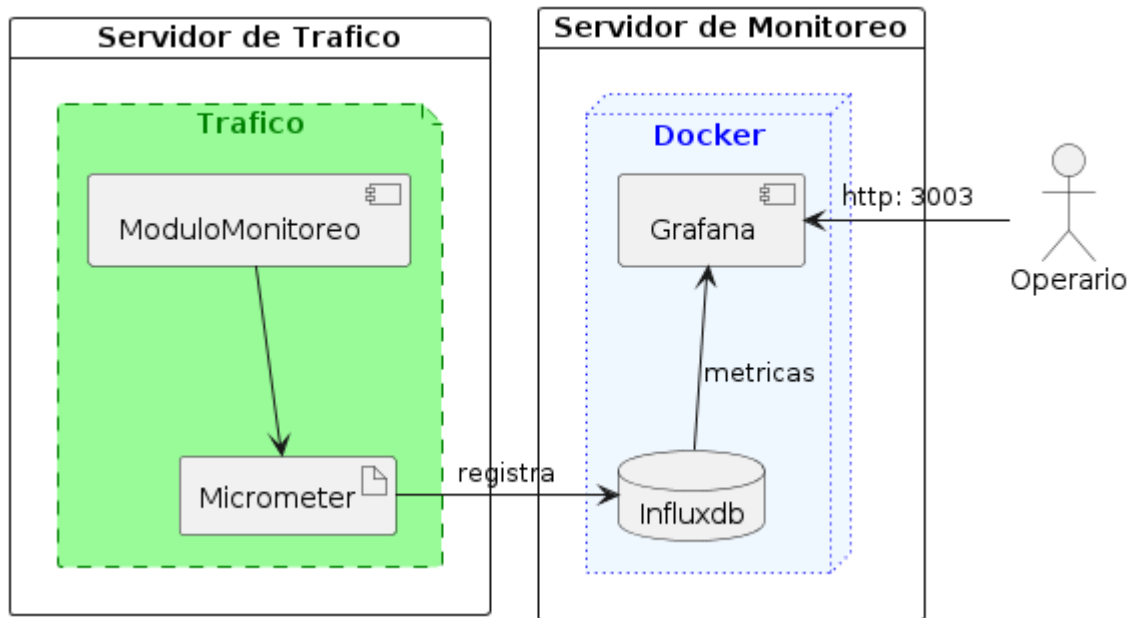 Servidor de Trafico
Trafico
ModuloMonitoreo
Micrometer
registra
Servidor de Monitoreo
Docker
Grafana
metricas
Influxdb
http: 3003
Operario